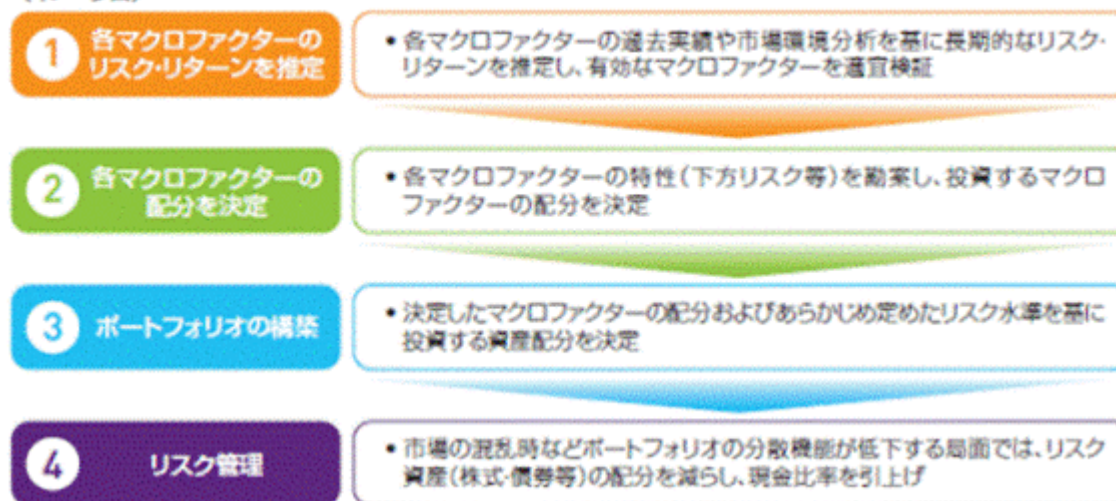 1
各マクロファクターの
リスク・リターンを推定
• 各マクロファクターの過去実績や市場環境分析を基に長期的なリスク・
リターンを推定し、有効なマクロファクターを適宜検証
2
各マクロファクターの
配分を決定
• 各マクロファクターの特性(下方リスク等)を勘案し、投資するマクロ
ファクターの配分を決定
3
ポートフォリオの構築
• 決定したマクロファクターの配分およびあらかじめ定めたリスク水準を基に
投資する資産配分を決定
4
リスク管理
• 市場の混乱時などポートフォリオの分散機能が低下する局面では、リスク
資産(株式・債券等)の配分を減らし、現金比率を引上げ